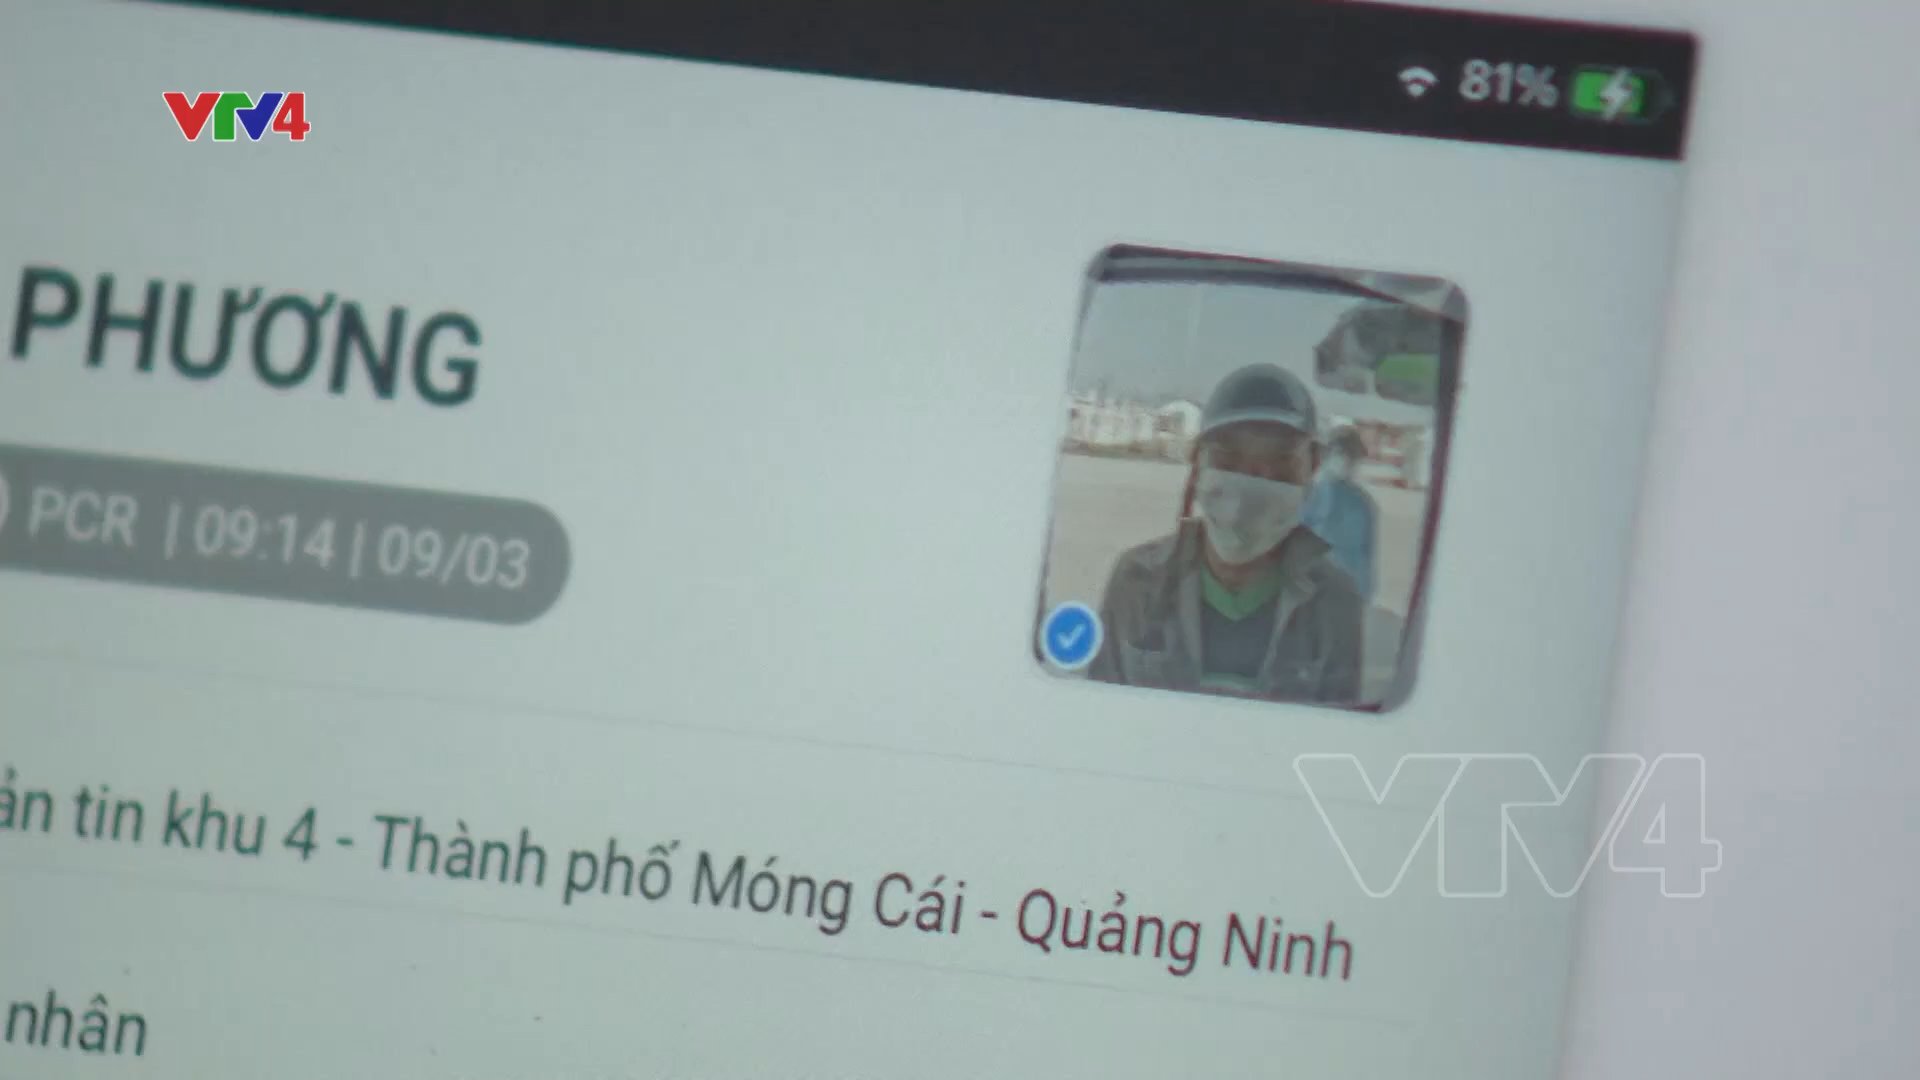 VTV4
81%
PHƯƠNG
PCR | 09:14 | 09/03
ản tin khu 4 - Thành phố Móng Cái - Quảng Ninh
VTV4
nhân